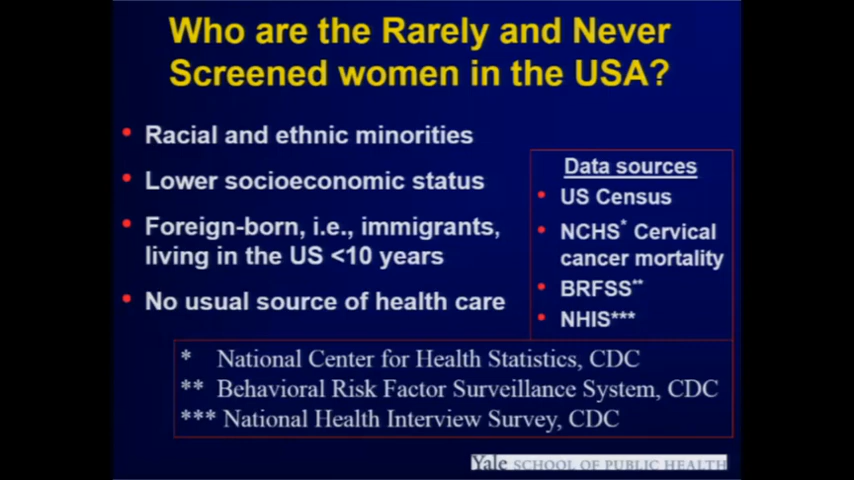 Who are the Rarely and Never
Screened women in the USA?
• Racial and ethnic minorities
• Lower socioeconomic status
• Foreign-born, i.e., immigrants,
living in the US <10 years
• No usual source of health care
Data sources
• US Census
• NCHS* Cervical
cancer mortality
• BRFSS**
• NHIS***
* National Center for Health Statistics, CDC
** Behavioral Risk Factor Surveillance System, CDC
*** National Health Interview Survey, CDC
Yale SCHOOL OF PUBLIC HEALTH